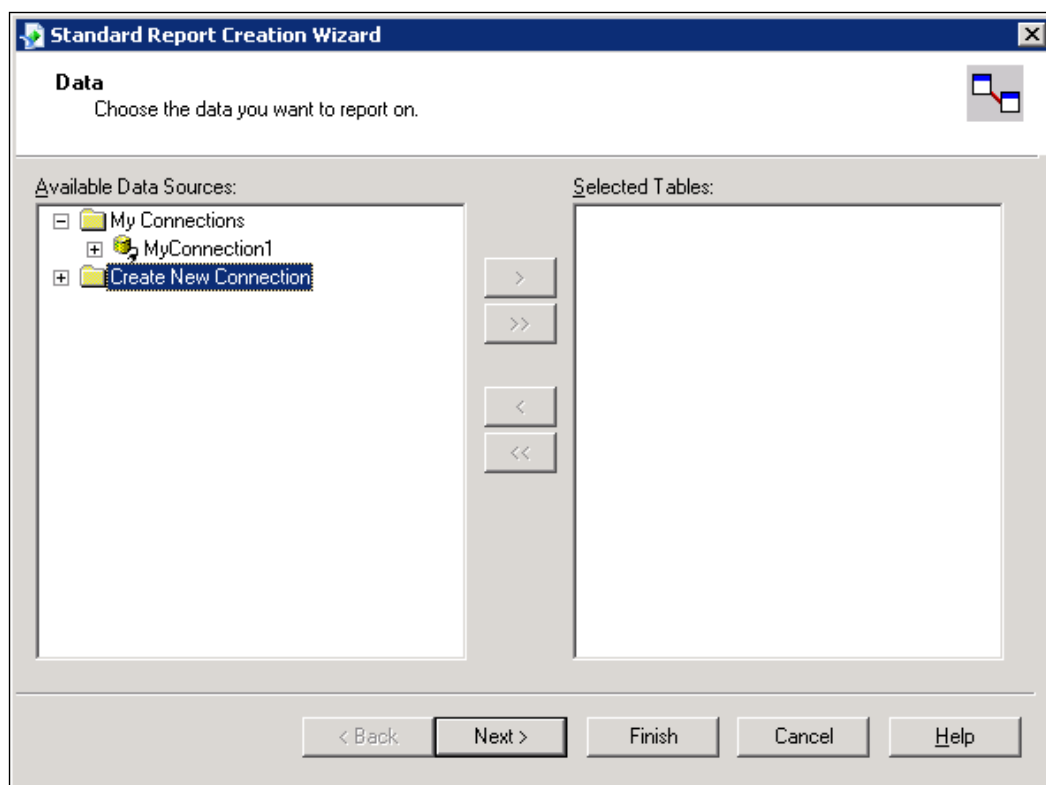 Standard Report Creation Wizard
Data
Choose the data you want to report on.
Available Data Sources:
My Connections
MyConnection1
Create New Connection
>
>>
<
<<
Selected Tables:
< Back
Next >
Finish
Cancel
Help